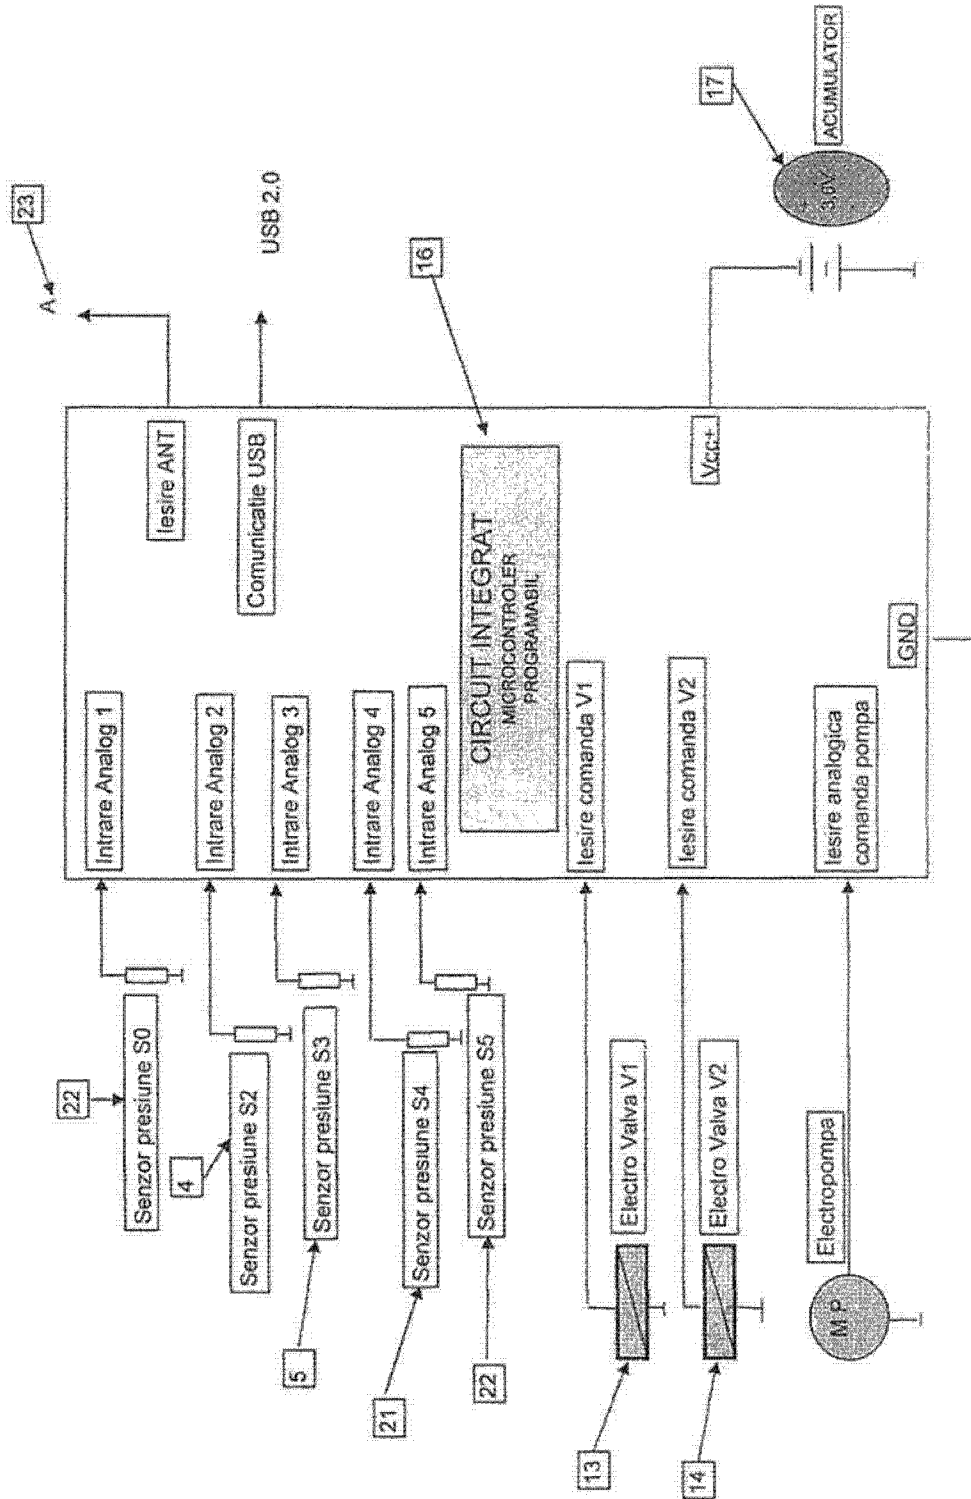 23
A
USB 2.0
16
17
ACUMULATOR
3,6V
Iesire ANT
Comunicatie USB
Vcc+
GND
Intrare Analog 1
Intrare Analog 2
Intrare Analog 3
Intrare Analog 4
Intrare Analog 5
CIRCUIT INTEGRAT
MICROCONTROLER
PROGRAMABIL
Iesire comanda V1
Iesire comanda V2
Iesire analogica
comanda pompa
22
Senzor presiune S0
4
Senzor presiune S2
5
Senzor presiune S3
21
Senzor presiune S4
22
Senzor presiune S5
13
Electro Valva V1
14
Electro Valva V2
Electropompa
M P